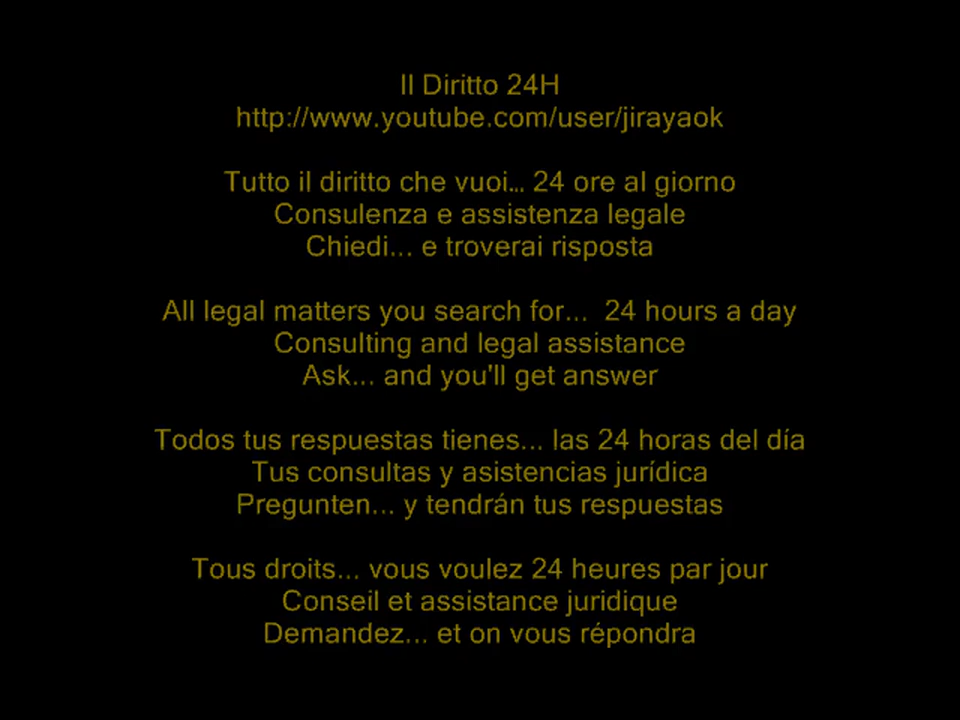 Il Diritto 24H
http://www.youtube.com/user/jirayaok
Tutto il diritto che vuoi... 24 ore al giorno
Consulenza e assistenza legale
Chiedi... e troverai risposta
All legal matters you search for...  24 hours a day
Consulting and legal assistance
Ask... and you'll get answer
Todos tus respuestas tienes... las 24 horas del día
Tus consultas y asistencias jurídica
Pregunten... y tendrán tus respuestas
Tous droits... vous voulez 24 heures par jour
Conseil et assistance juridique
Demandez... et on vous répondra